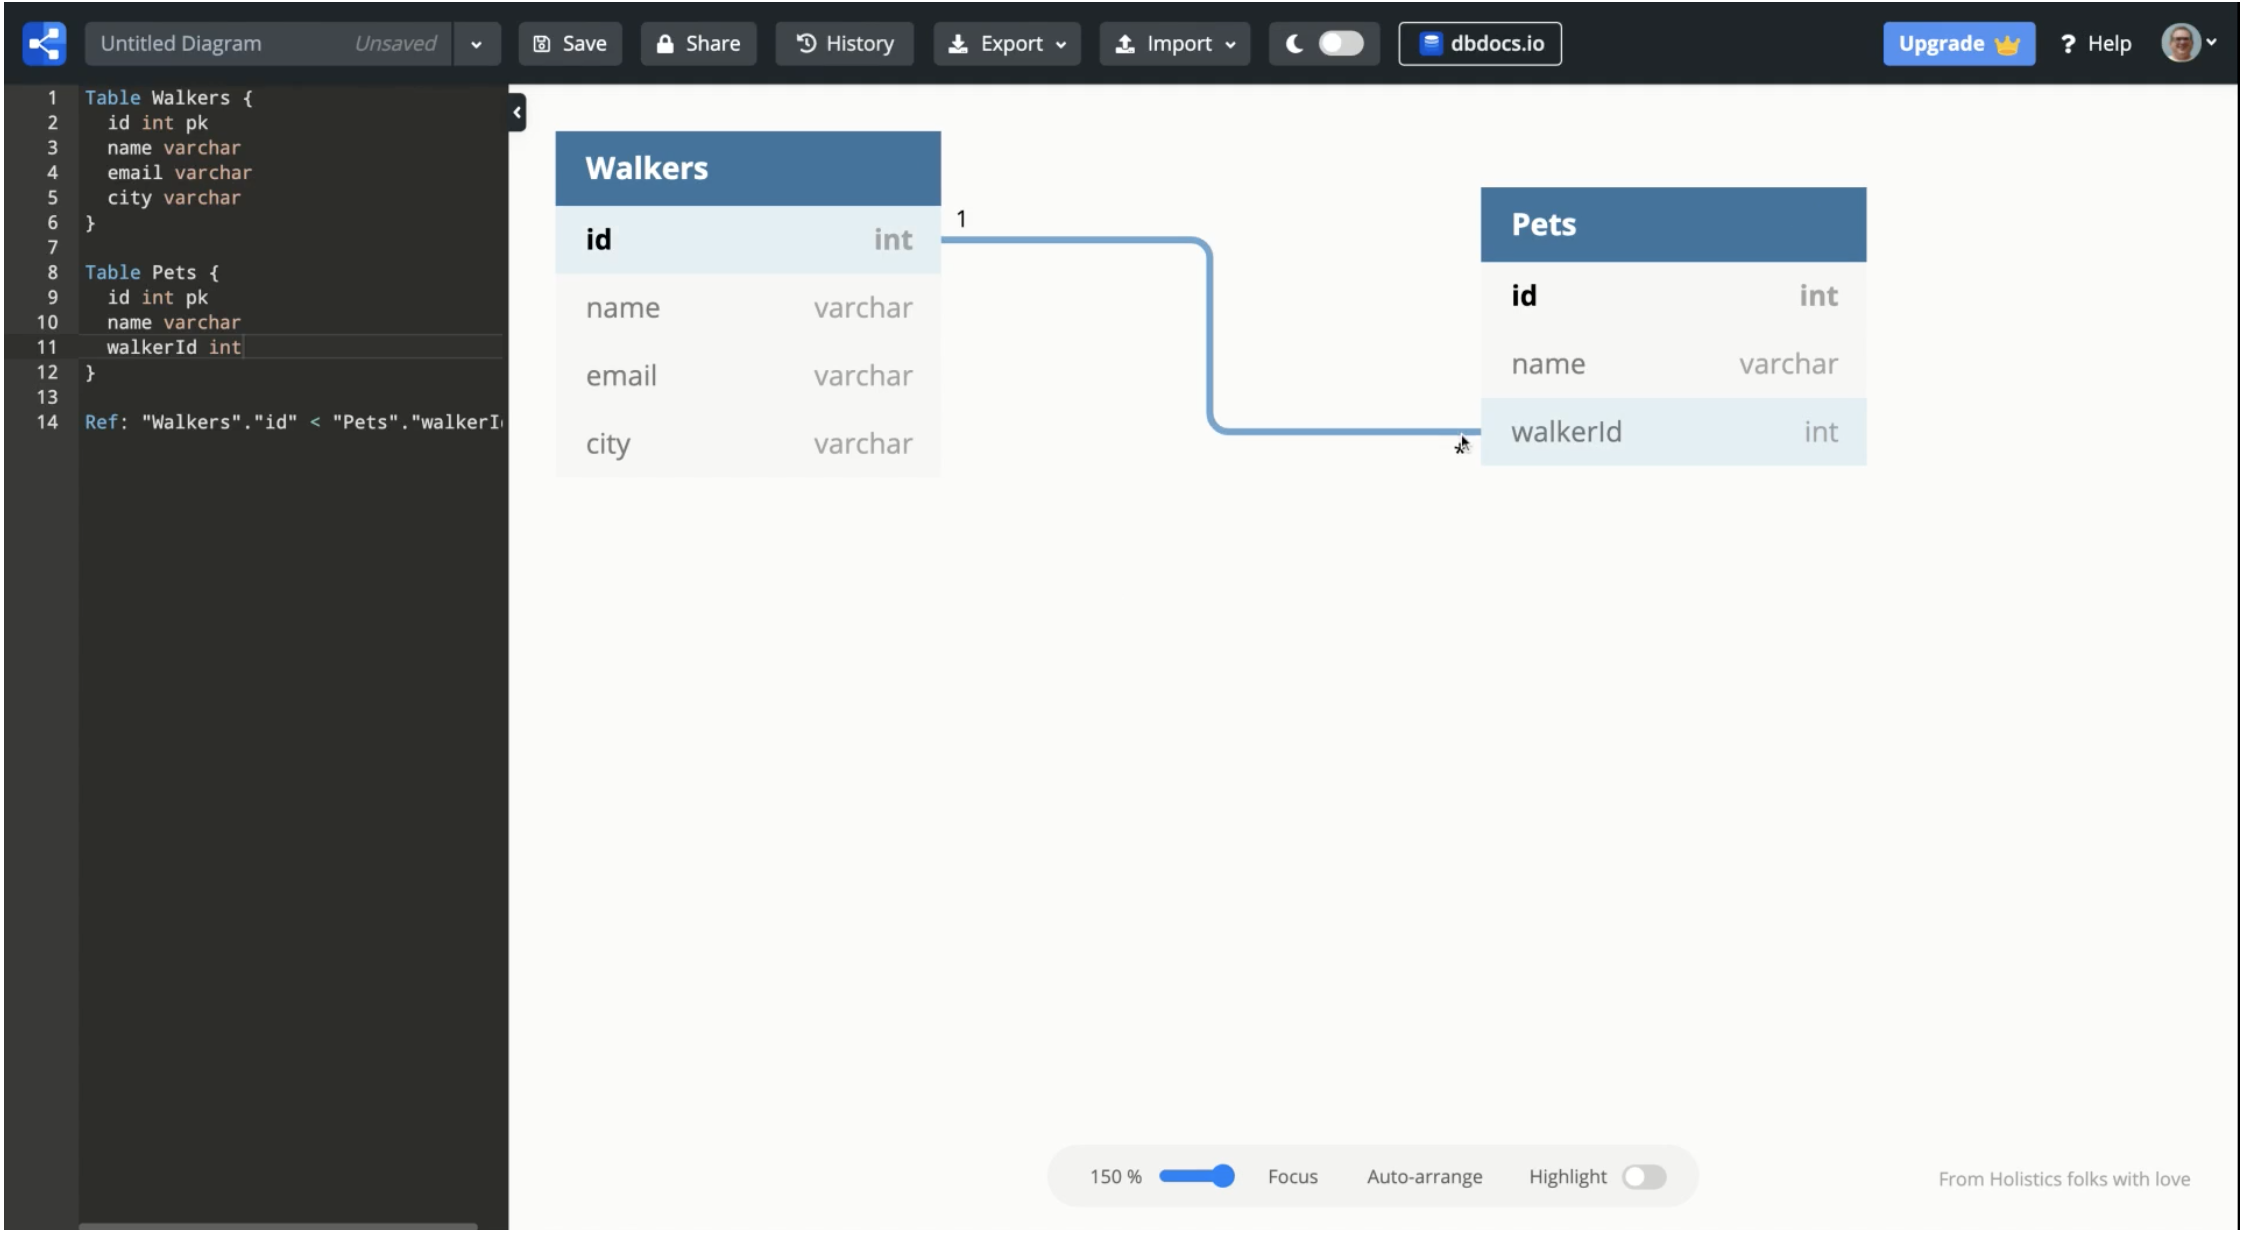 Untitled Diagram Unsaved Save Share History Export Import dbdocs.io Upgrade ? Help
1 Table Walkers {
2 id int pk
3 name varchar
4 email varchar
5 city varchar
6 }
7
8 Table Pets {
9 id int pk
10 name varchar
11 walkerId int
12 }
13
14 Ref: "Walkers"."id" < "Pets"."walkerI
Walkers
id int
name varchar
email varchar
city varchar
1
*
Pets
id int
name varchar
walkerId int
150 % Focus Auto-arrange Highlight
From Holistics folks with love